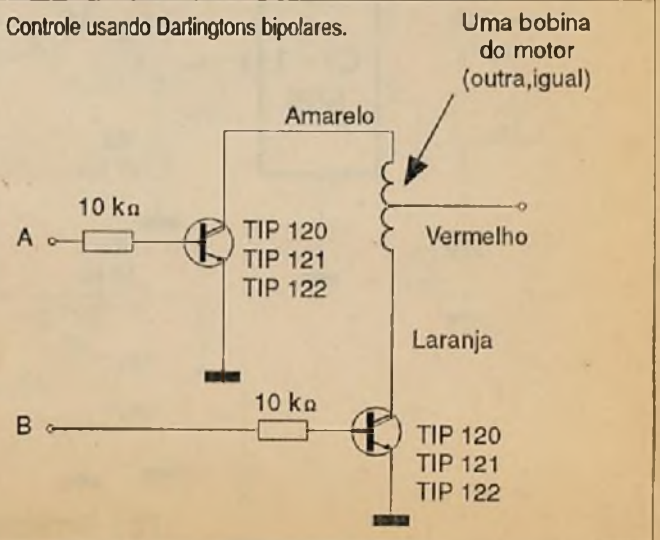 Controle usando Darlingtons bipolares.
Uma bobina
do motor
(outra,igual)
Amarelo
10 kΩ
A
TIP 120
TIP 121
TIP 122
Vermelho
Laranja
10 kΩ
B
TIP 120
TIP 121
TIP 122